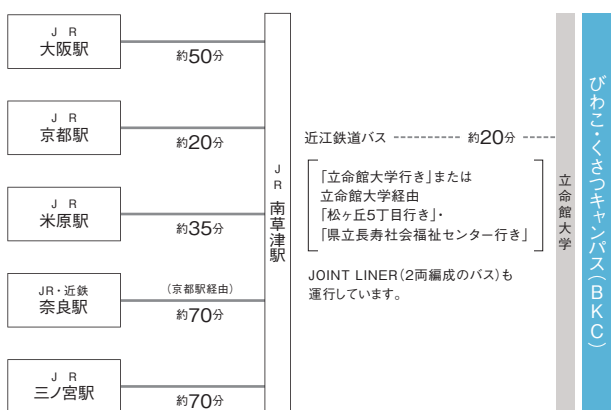 JR
大阪駅
約50分
JR
京都駅
約20分
JR
米原駅
約35分
JR・近鉄
奈良駅
（京都駅経由）
約70分
JR
三ノ宮駅
約70分
JR 南草津駅
近江鉄道バス 約20分
「立命館大学行き」または
立命館大学経由
「松ヶ丘5丁目行き」・
「県立長寿社会福祉センター行き」
JOINT LINER（2両編成のバス）も
運行しています。
立命館大学
びわこ・くさつキャンパス（BKC）